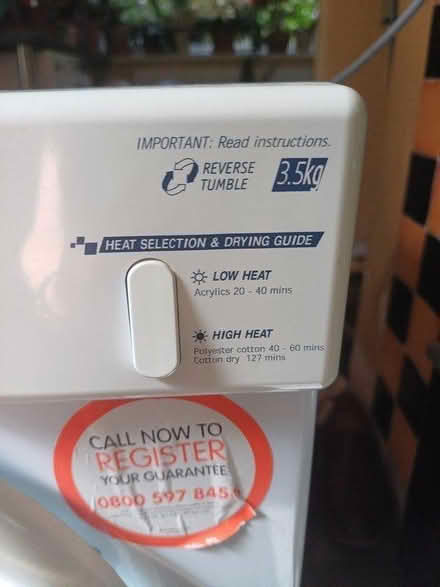 IMPORTANT: Read instructions.
REVERSE
TUMBLE
3.5kg
HEAT SELECTION & DRYING GUIDE
LOW HEAT
Acrylics 20 - 40 mins
HIGH HEAT
Polyester cotton 40 - 60 mins
Cotton dry 127 mins
CALL NOW TO
REGISTER
YOUR GUARANTEE
0800 597 845